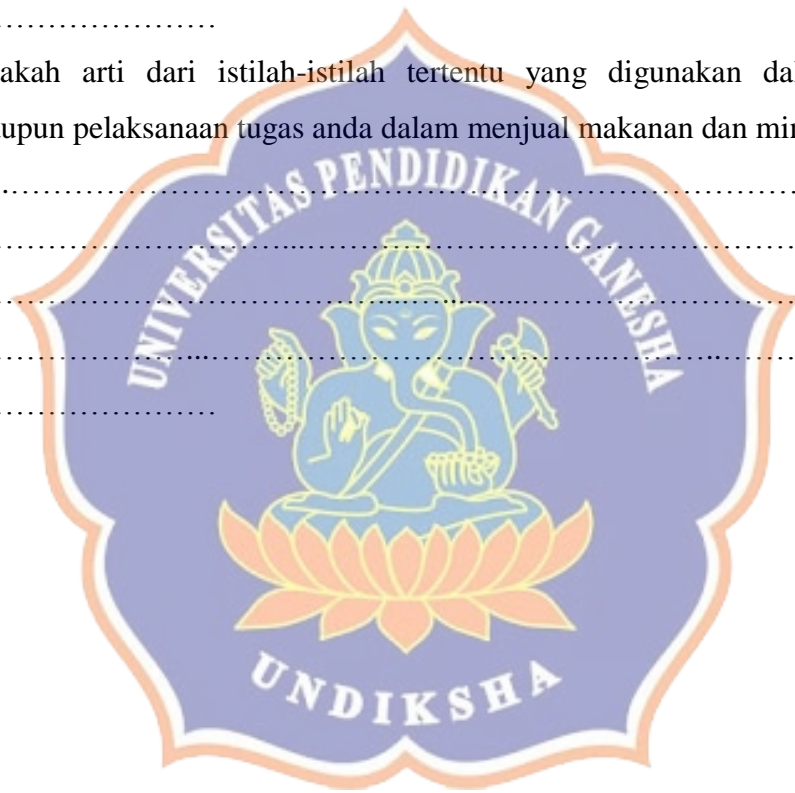 …………………
akah arti dari istilah-istilah tertentu yang digunakan dal
upun pelaksanaan tugas anda dalam menjual makanan dan min
..……………………………………………………………………
……………………………...……………………………………
………………………………………………...…………………
……………………...…………………………………..………
…………………
UNIVERSITAS PENDIDIKAN GANESHA
UNDIKSHA